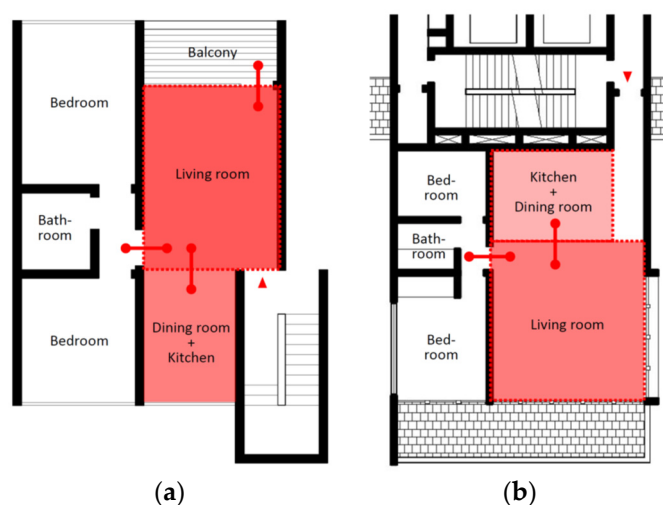 Balcony
Bedroom
Living room
Bath-
room
Bedroom
Dining room
+
Kitchen
(a)
Bed-
room
Kitchen
+
Dining room
Bath-
room
Living room
Bed-
room
(b)